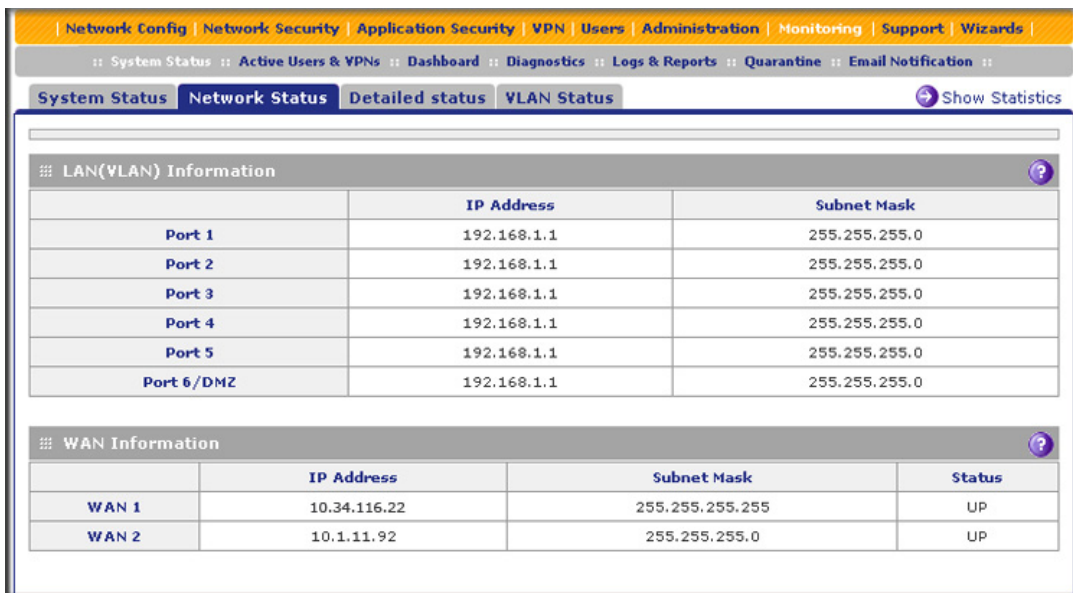 | Network Config | Network Security | Application Security | VPN | Users | Administration | Monitoring | Support | Wizards |
:: System Status :: Active Users & VPNs :: Dashboard :: Diagnostics :: Logs & Reports :: Quarantine :: Email Notification ::
System Status Network Status Detailed status VLAN Status Show Statistics
LAN(VLAN) Information ?
IP Address Subnet Mask
Port 1 192.168.1.1 255.255.255.0
Port 2 192.168.1.1 255.255.255.0
Port 3 192.168.1.1 255.255.255.0
Port 4 192.168.1.1 255.255.255.0
Port 5 192.168.1.1 255.255.255.0
Port 6/DMZ 192.168.1.1 255.255.255.0
WAN Information ?
IP Address Subnet Mask Status
WAN 1 10.34.116.22 255.255.255.255 UP
WAN 2 10.1.11.92 255.255.255.0 UP